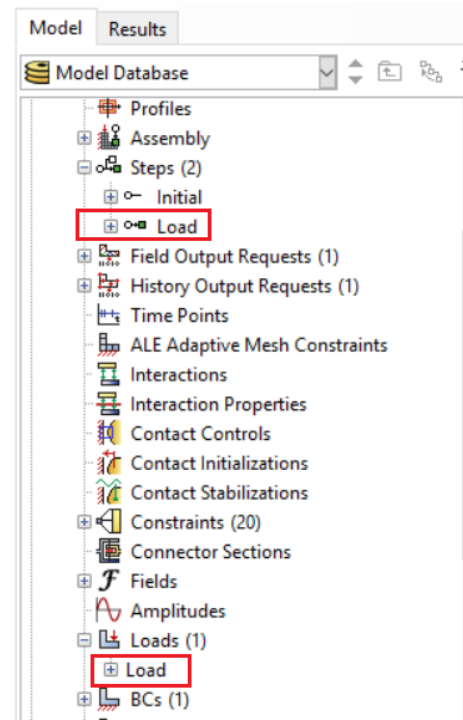 Model Results
Model Database
Profiles
Assembly
Steps (2)
Initial
Load
Field Output Requests (1)
History Output Requests (1)
Time Points
ALE Adaptive Mesh Constraints
Interactions
Interaction Properties
Contact Controls
Contact Initializations
Contact Stabilizations
Constraints (20)
Connector Sections
Fields
Amplitudes
Loads (1)
Load
BCs (1)